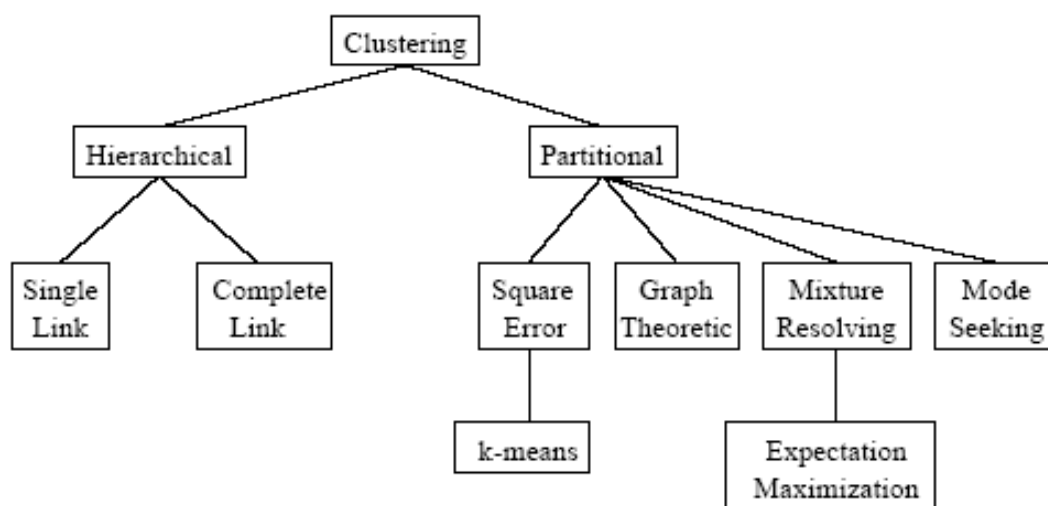 Clustering
Hierarchical
Partitional
Single
Link
Complete
Link
Square
Error
Graph
Theoretic
Mixture
Resolving
Mode
Seeking
k-means
Expectation
Maximization